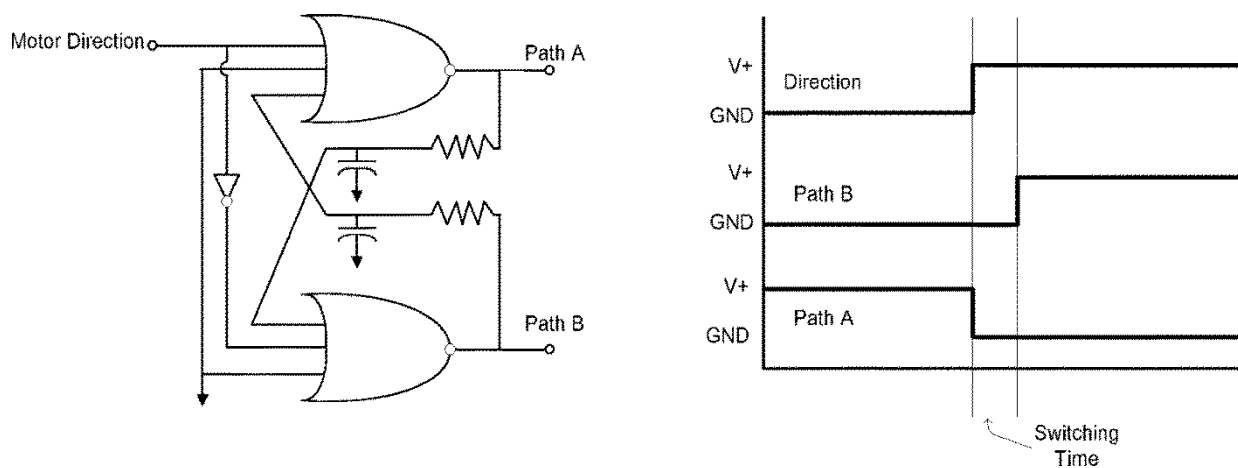 Motor Direction
Path A
Path B
V+
Direction
GND
V+
Path B
GND
V+
Path A
GND
Switching
Time